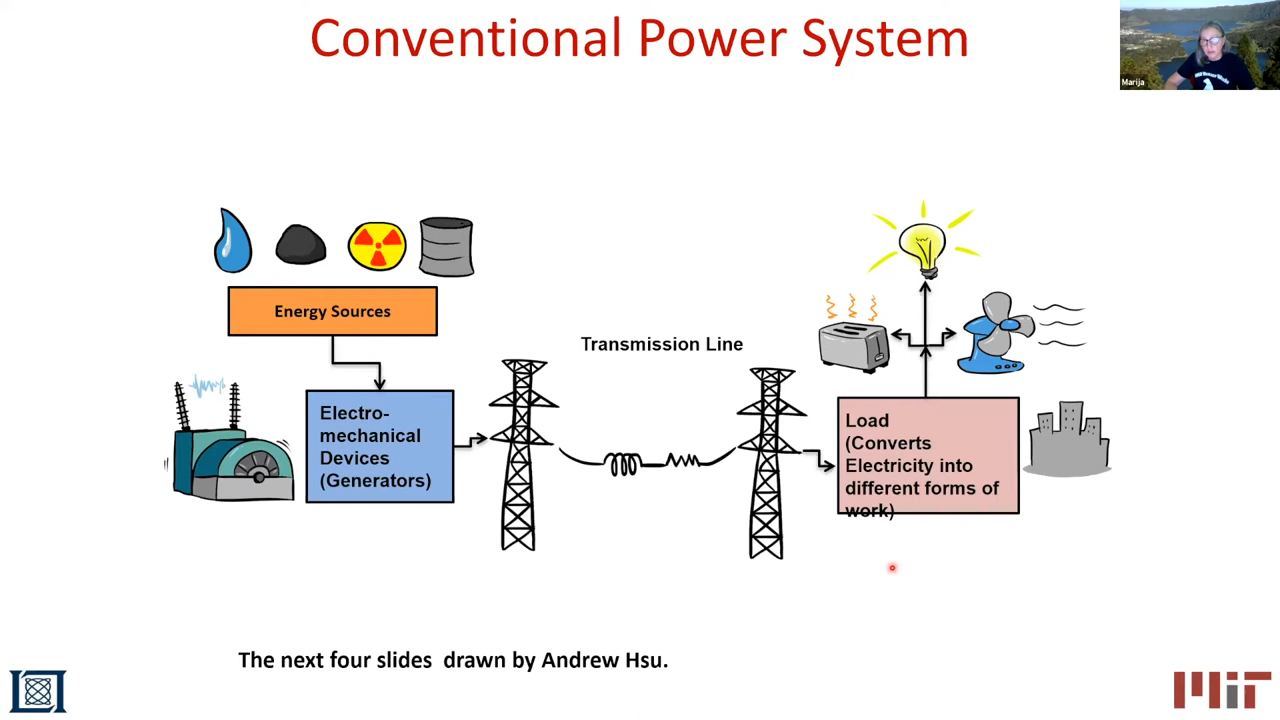 Conventional Power System
Marija
Energy Sources
Transmission Line
Electro-
mechanical
Devices
(Generators)
Load
(Converts
Electricity into
different forms of
work)
The next four slides  drawn by Andrew Hsu.
MIT